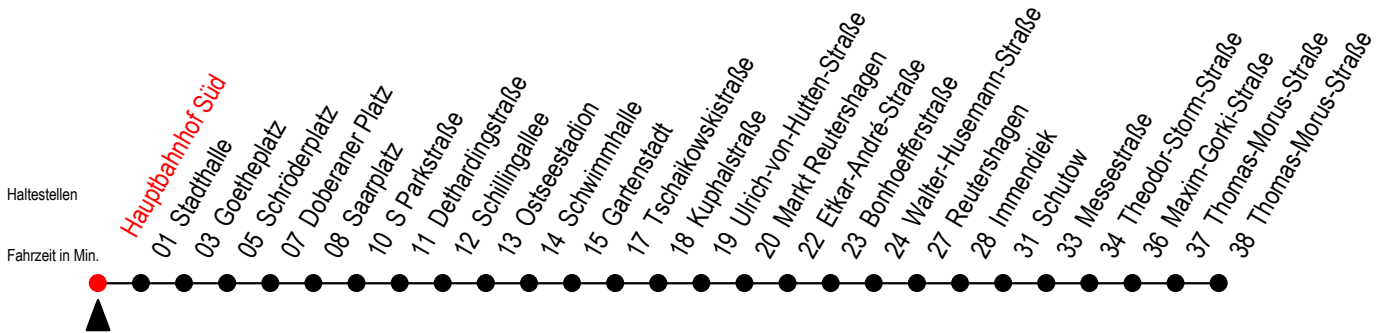 Haltestellen
Fahrzeit in Min.
Hauptbahnhof Süd
01 Stadthalle
03 Goetheplatz
05 Schröderplatz
07 Doberaner Platz
08 Saarplatz
10 S Parkstraße
11 Dethardingstraße
12 Schillingallee
13 Ostseestadion
14 Schwimmhalle
15 Gartenstadt
17 Tschaikowskistraße
18 Kuphalstraße
19 Ulrich-von-Hutten-Straße
20 Markt Reutershagen
22 Etkar-André-Straße
23 Bonhoefferstraße
24 Walter-Husemann-Straße
27 Reutershagen
28 Immendiek
31 Schutow
33 Messestraße
34 Theodor-Storm-Straße
36 Maxim-Gorki-Straße
37 Thomas-Morus-Straße
38 Thomas-Morus-Straße